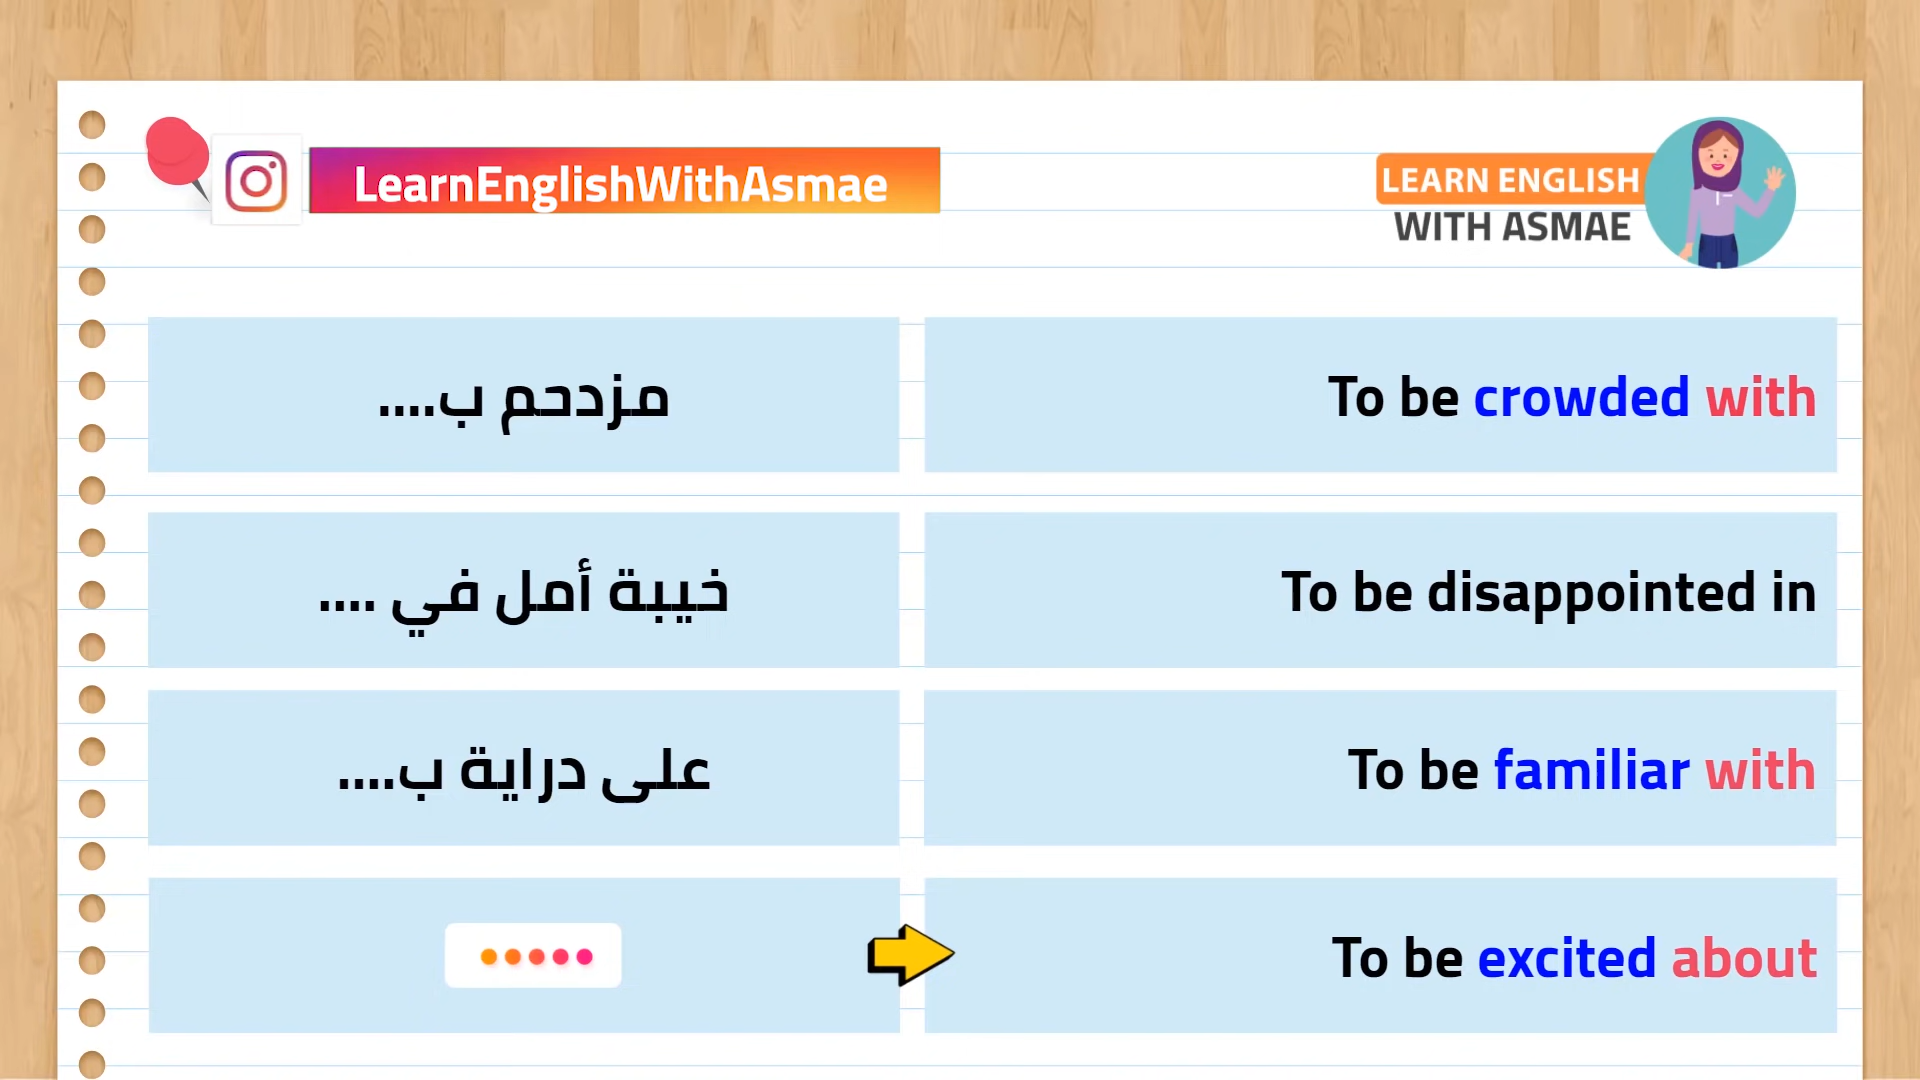 LearnEnglishWithAsmae
LEARN ENGLISH
WITH ASMAE
مزدحم ب....
To be crowded with
خيبة أمل في ....
To be disappointed in
على دراية ب....
To be familiar with
To be excited about